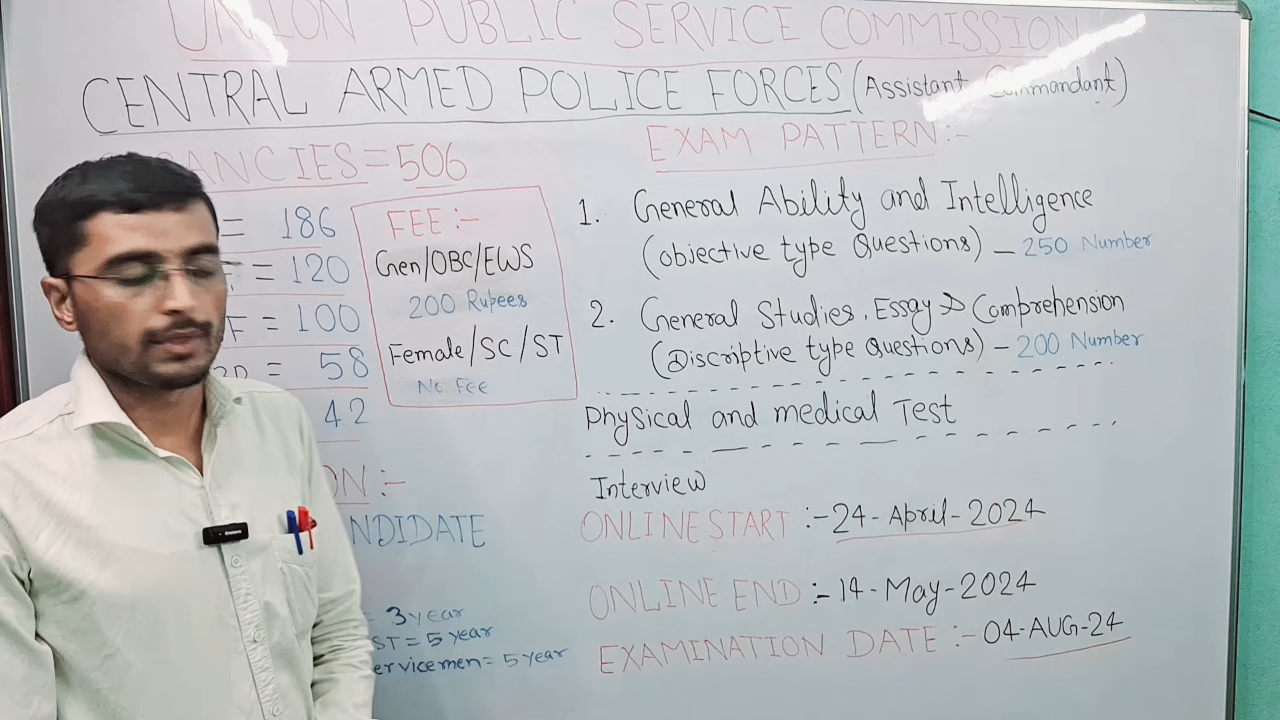 UNION PUBLIC SERVICE COMMISSION
CENTRAL ARMED POLICE FORCES (Assistant Commandant)
ANCIES = 506
= 186
= 120
F = 100
= 58
42
FEE :-
Gen/OBC/EWS
200 Rupees
Female/SC/ST
No Fee
ON :-
NDIDATE
= 3 year
ST = 5 year
ervicemen = 5 year
EXAM PATTERN :-
1. General Ability and Intelligence
(objective type Questions) – 250 Number
2. General Studies, Essay & Comprehension
(Discriptive type Questions) – 200 Number
Physical and medical Test
Interview
ONLINE START :- 24-April-2024
ONLINE END :- 14-May-2024
EXAMINATION DATE :- 04-AUG-24